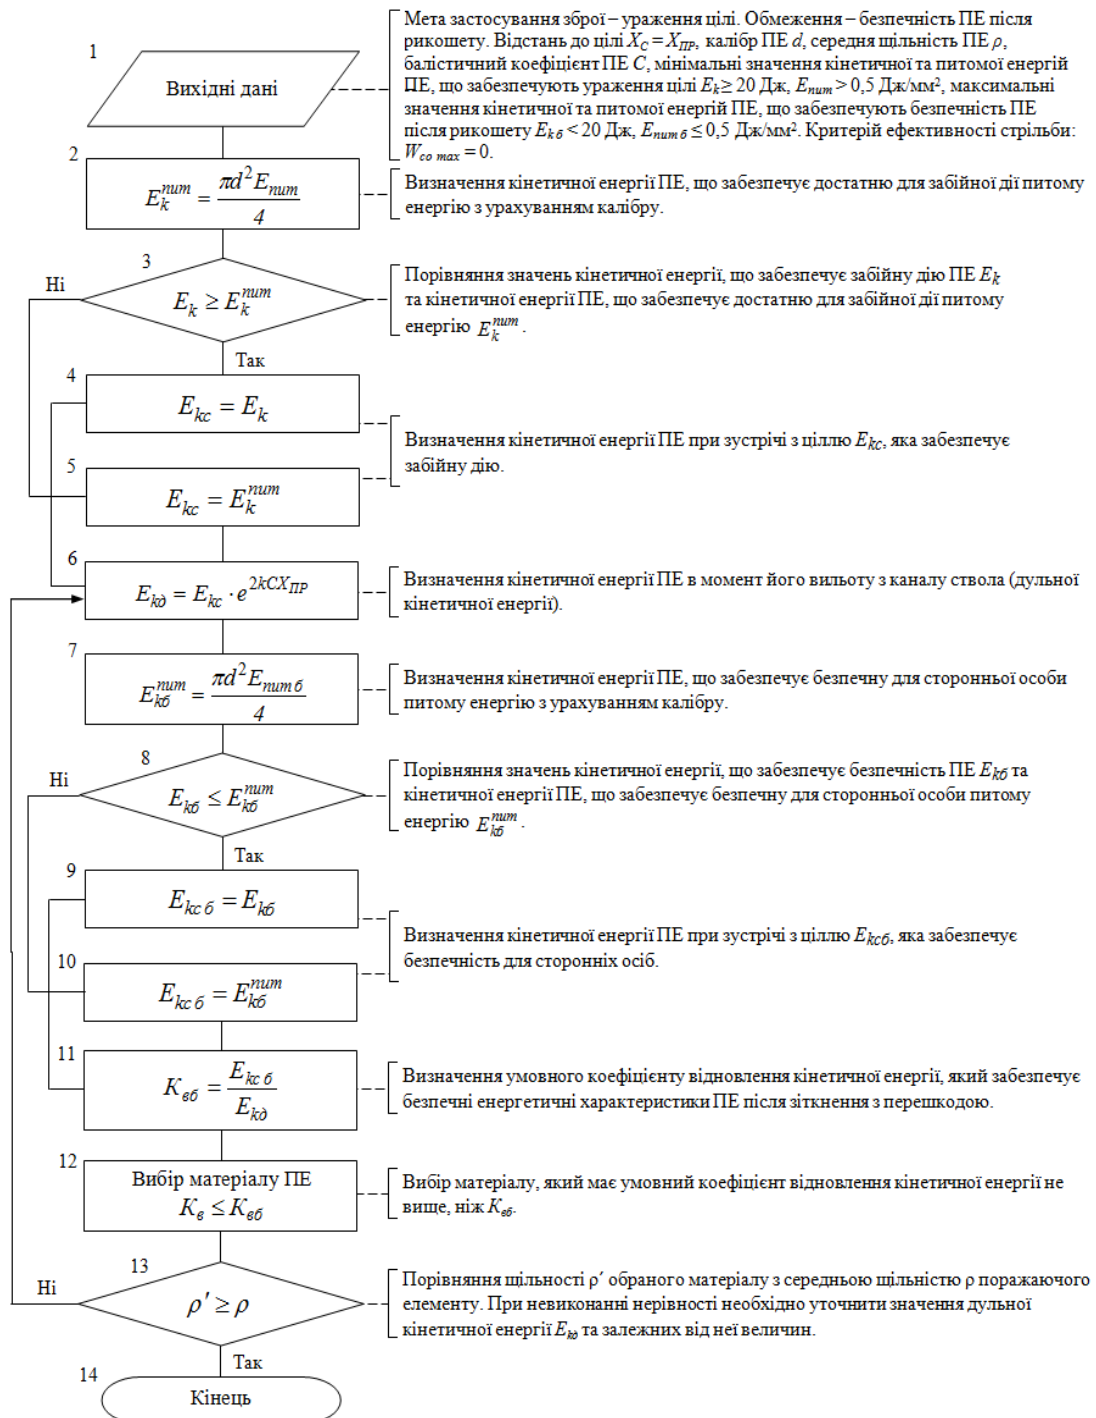 1
Вихідні дані
Мета застосування зброї – ураження цілі. Обмеження – безпечність ПЕ після
рикошету. Відстань до цілі X_C = X_ПР, калібр ПЕ d, середня щільність ПЕ ρ,
балістичний коефіцієнт ПЕ C, мінімальні значення кінетичної та питомої енергій
ПЕ, що забезпечують ураження цілі E_k ≥ 20 Дж, E_пит > 0,5 Дж/мм², максимальні
значення кінетичної та питомої енергій ПЕ, що забезпечують безпечність ПЕ
після рикошету E_k б < 20 Дж, E_пит б ≤ 0,5 Дж/мм². Критерій ефективності стрільби:
W_со max = 0.
2
E_k^пит = πd²E_пит / 4
Визначення кінетичної енергії ПЕ, що забезпечує достатню для забійної дії питому
енергію з урахуванням калібру.
3
Ні
E_k ≥ E_k^пит
Так
Порівняння значень кінетичної енергії, що забезпечує забійну дію ПЕ E_k
та кінетичної енергії ПЕ, що забезпечує достатню для забійної дії питому
енергію E_k^пит.
4
E_kc = E_k
5
E_kc = E_k^пит
Визначення кінетичної енергії ПЕ при зустрічі з ціллю E_kc, яка забезпечує
забійну дію.
6
E_kд = E_kc · e^2kCX_ПР
Визначення кінетичної енергії ПЕ в момент його вильоту з каналу ствола (дульної
кінетичної енергії).
7
E_kб^пит = πd²E_пит б / 4
Визначення кінетичної енергії ПЕ, що забезпечує безпечну для сторонньої особи
питому енергію з урахуванням калібру.
8
Ні
E_kб ≤ E_kб^пит
Так
Порівняння значень кінетичної енергії, що забезпечує безпечність ПЕ E_kб та
кінетичної енергії ПЕ, що забезпечує безпечну для сторонньої особи питому
енергію E_kб^пит.
9
E_kc б = E_kб
10
E_kc б = E_kб^пит
Визначення кінетичної енергії ПЕ при зустрічі з ціллю E_kcб, яка забезпечує
безпечність для сторонніх осіб.
11
K_вб = E_kc б / E_kд
Визначення умовного коефіцієнту відновлення кінетичної енергії, який забезпечує
безпечні енергетичні характеристики ПЕ після зіткнення з перешкодою.
12
Вибір матеріалу ПЕ
K_в ≤ K_вб
Вибір матеріалу, який має умовний коефіцієнт відновлення кінетичної енергії не
вище, ніж K_вб.
13
Ні
ρ′ ≥ ρ
Так
Порівняння щільності ρ′ обраного матеріалу з середньою щільністю ρ поражаючого
елементу. При невиконанні нерівності необхідно уточнити значення дульної
кінетичної енергії E_kд та залежних від неї величин.
14
Кінець